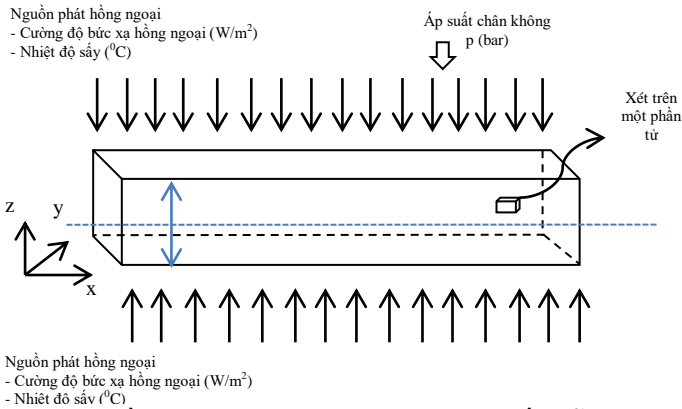 Nguồn phát hồng ngoại
- Cường độ bức xạ hồng ngoại (W/m²)
- Nhiệt độ sấy (⁰C)
Áp suất chân không
p (bar)
Xét trên
một phần
tử
z
y
x
Nguồn phát hồng ngoại
- Cường độ bức xạ hồng ngoại (W/m²)
- Nhiệt độ sấy (⁰C)